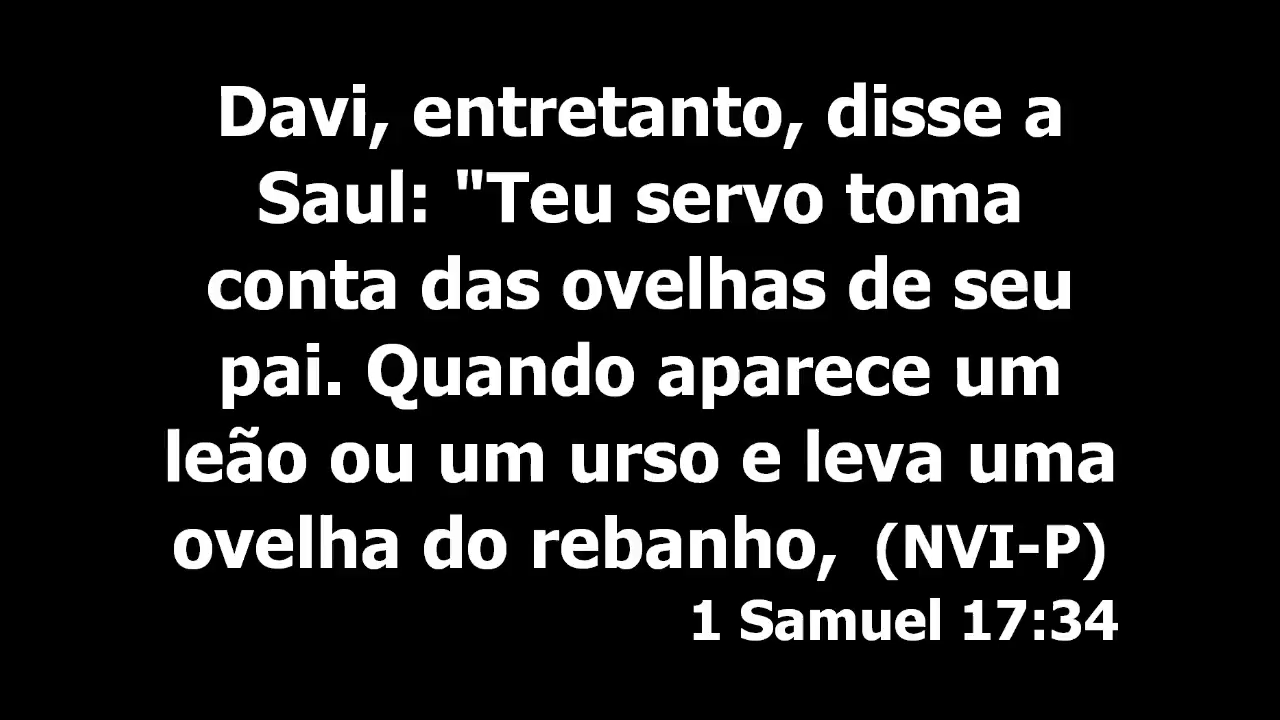 Davi, entretanto, disse a
Saul: "Teu servo toma
conta das ovelhas de seu
pai. Quando aparece um
leão ou um urso e leva uma
ovelha do rebanho, (NVI-P)
1 Samuel 17:34